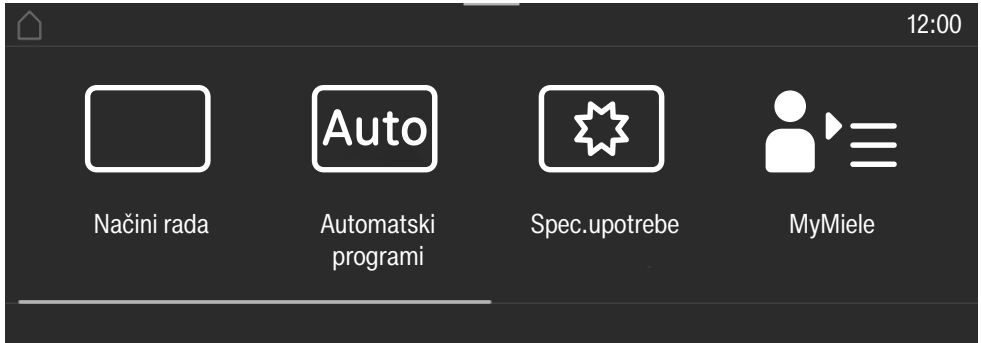 12:00
Auto
Načini rada
Automatski
programi
Spec.upotrebe
MyMiele